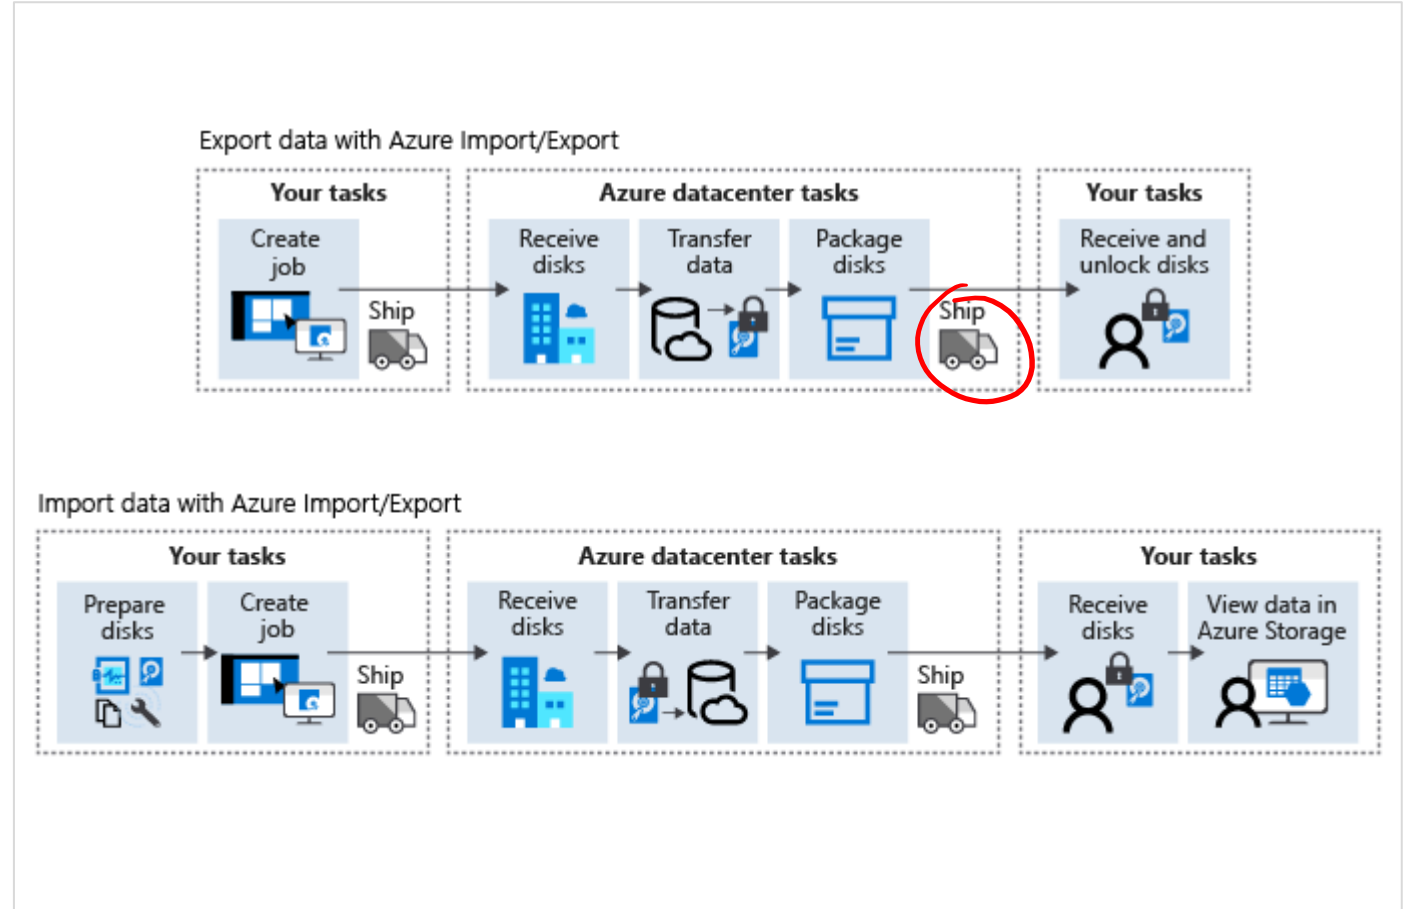 Export data with Azure Import/Export
Your tasks
Azure datacenter tasks
Your tasks
Create
job
Ship
Receive
disks
Transfer
data
Package
disks
Ship
Receive and
unlock disks
Import data with Azure Import/Export
Your tasks
Azure datacenter tasks
Your tasks
Prepare
disks
Create
job
Ship
Receive
disks
Transfer
data
Package
disks
Ship
Receive
disks
View data in
Azure Storage